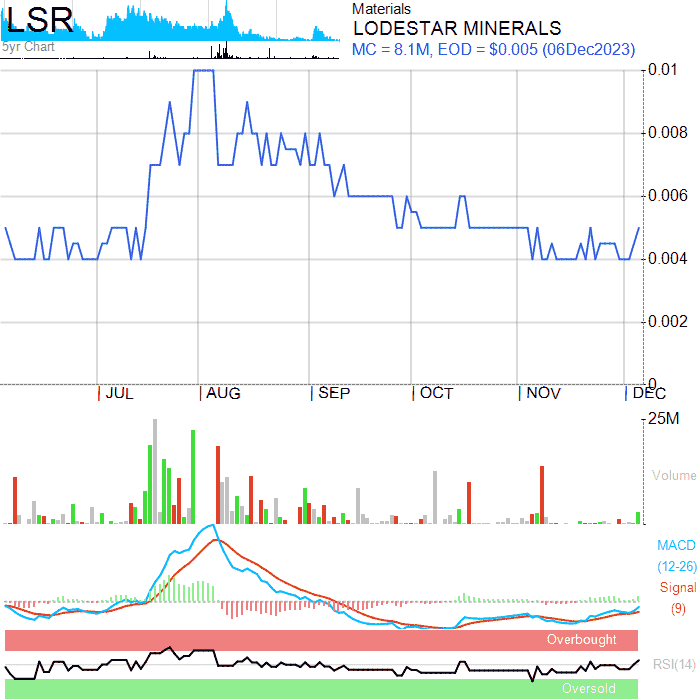 LSR
5yr Chart
Materials
LODESTAR MINERALS
MC = 8.1M, EOD = $0.005 (06Dec2023)
0.01
0.008
0.006
0.004
0.002
0
JUL AUG SEP OCT NOV DEC
25M
Volume
MACD
(12-26)
Signal
(9)
Overbought
RSI(14)
Oversold